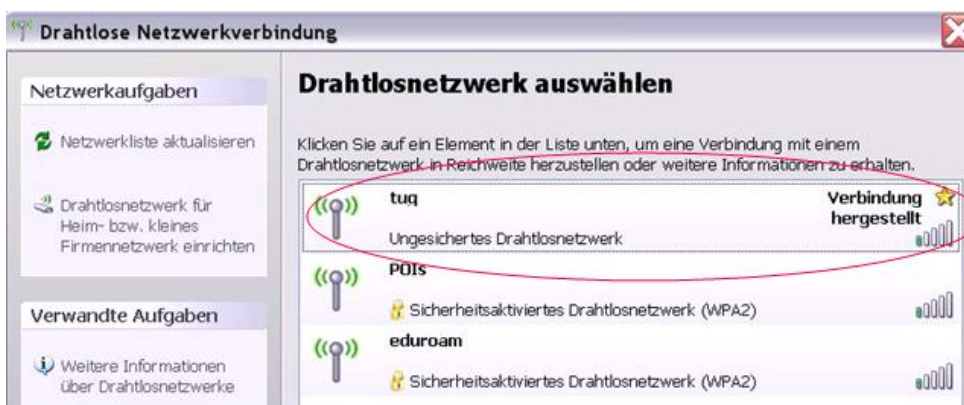 Drahtlose Netzwerkverbindung
Netzwerkaufgaben
Netzwerkliste aktualisieren
Drahtlosnetzwerk für
Heim- bzw. kleines
Firmennetzwerk einrichten
Verwandte Aufgaben
Weitere Informationen
über Drahtlosnetzwerke
Drahtlosnetzwerk auswählen
Klicken Sie auf ein Element in der Liste unten, um eine Verbindung mit einem
Drahtlosnetzwerk in Reichweite herzustellen oder weitere Informationen zu erhalten.
tug
Verbindung
hergestellt
Ungesichertes Drahtlosnetzwerk
POIs
Sicherheitsaktiviertes Drahtlosnetzwerk (WPA2)
eduroam
Sicherheitsaktiviertes Drahtlosnetzwerk (WPA2)